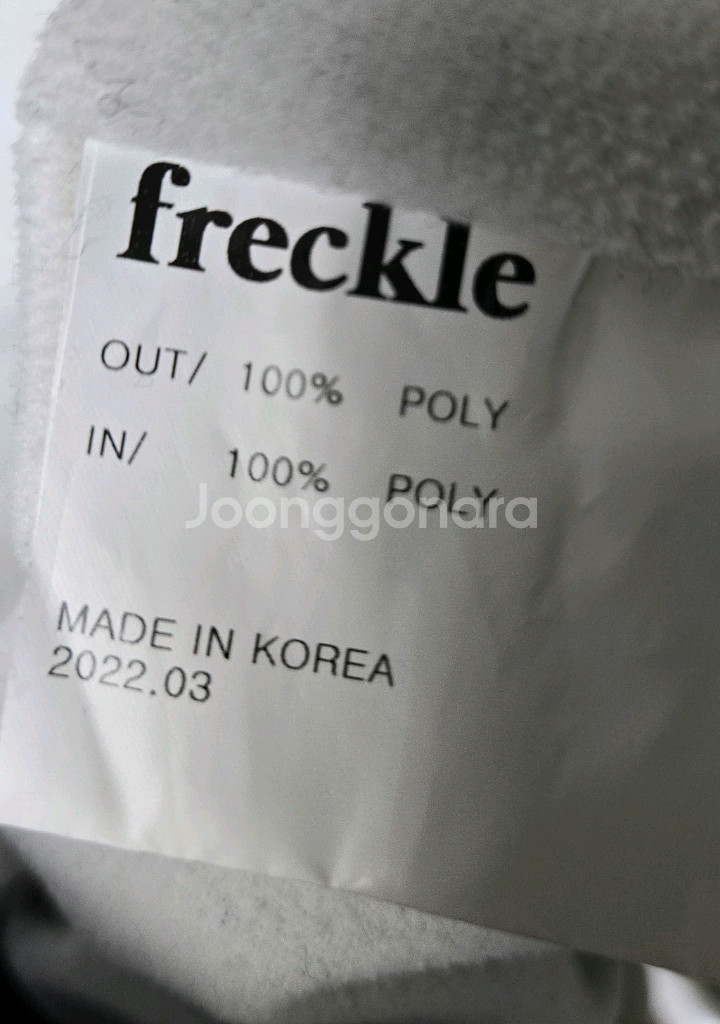 freckle
OUT/ 100% POLY
IN/ 100% POLY
Joonggonara
MADE IN KOREA
2022.03